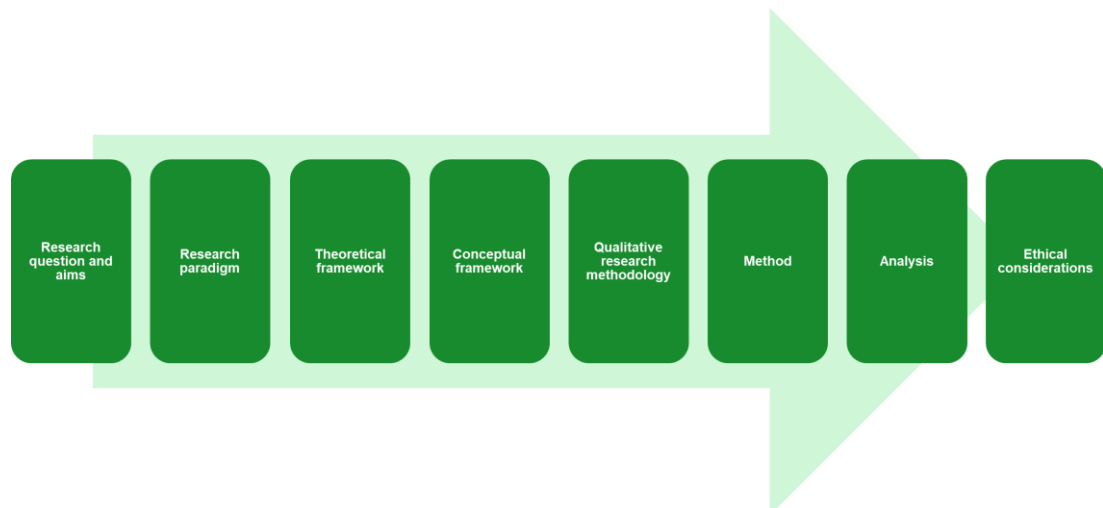 Research
question and
aims
Research
paradigm
Theoretical
framework
Conceptual
framework
Qualitative
research
methodology
Method
Analysis
Ethical
considerations